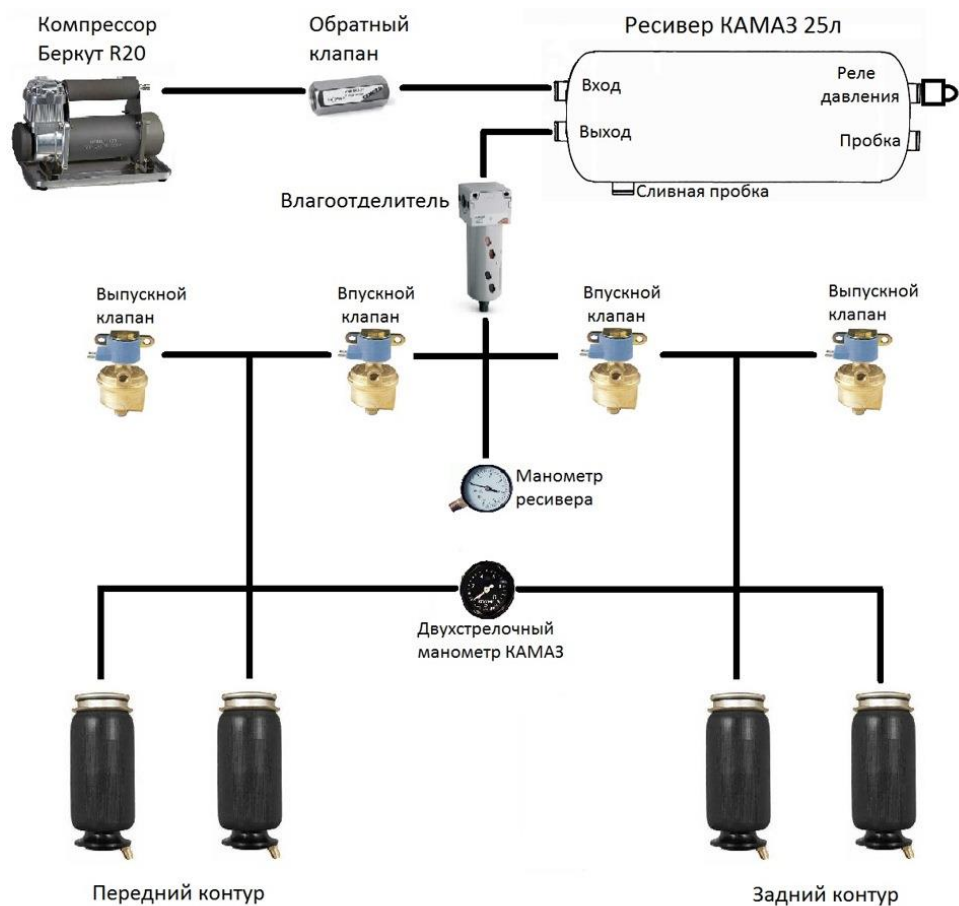 Компрессор
Беркут R20
Обратный
клапан
Ресивер КАМАЗ 25л
Вход
Выход
Реле
давления
Пробка
Сливная пробка
Влагоотделитель
Выпускной
клапан
Впускной
клапан
Впускной
клапан
Выпускной
клапан
Манометр
ресивера
Двухстрелочный
манометр КАМАЗ
Передний контур
Задний контур